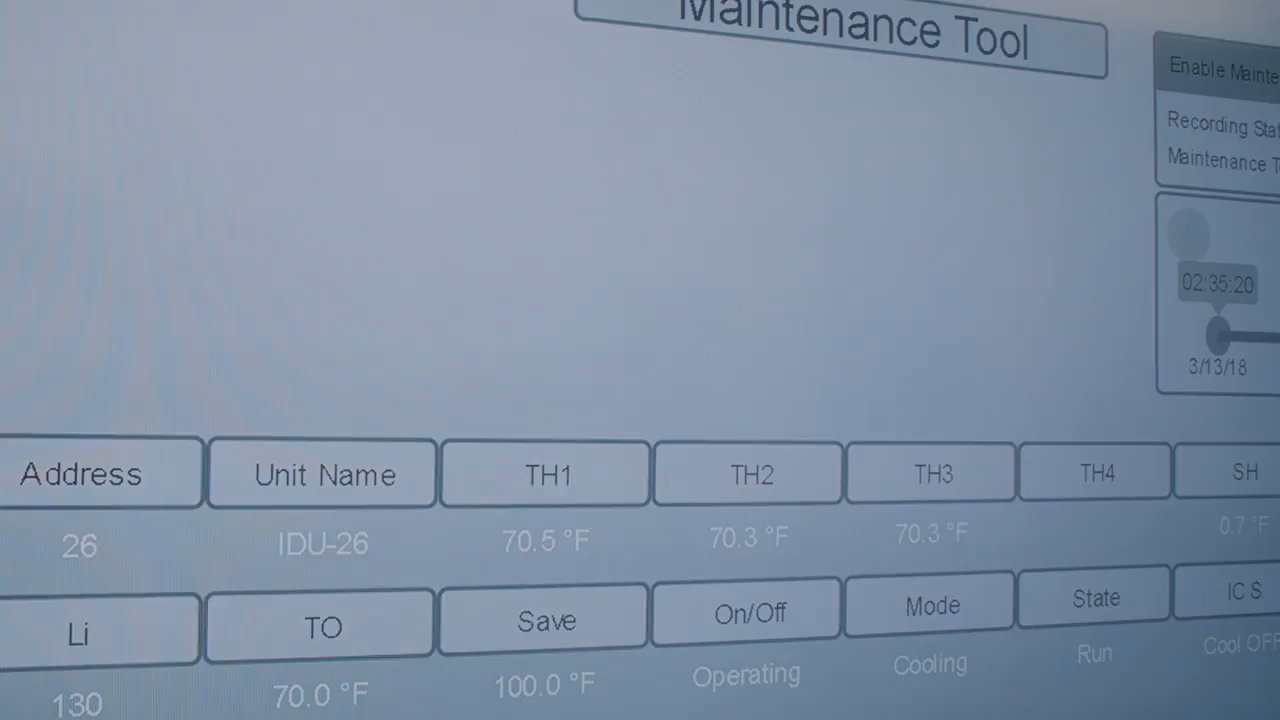 Maintenance Tool
Enable Mainte
Recording Stat
Maintenance T
02:35:20
3/13/18
Address Unit Name TH1 TH2 TH3 TH4 SH
26 IDU-26 70.5 °F 70.3 °F 70.3 °F 0.7 °F
Li TO Save On/Off Mode State IC S
130 70.0 °F 100.0 °F Operating Cooling Run Cool OFF